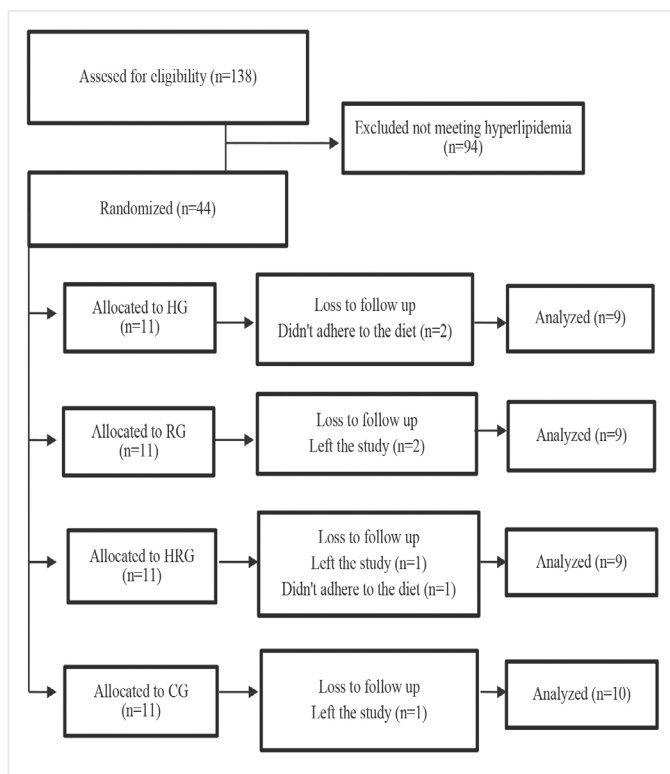 Assesed for eligibility (n=138)
Excluded not meeting hyperlipidemia
(n=94)
Randomized (n=44)
Allocated to HG
(n=11)
Loss to follow up
Didn't adhere to the diet (n=2)
Analyzed (n=9)
Allocated to RG
(n=11)
Loss to follow up
Left the study (n=2)
Analyzed (n=9)
Allocated to HRG
(n=11)
Loss to follow up
Left the study (n=1)
Didn't adhere to the diet (n=1)
Analyzed (n=9)
Allocated to CG
(n=11)
Loss to follow up
Left the study (n=1)
Analyzed (n=10)